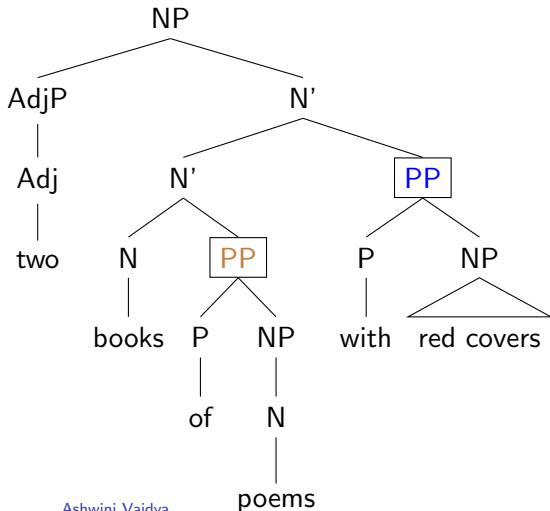 NP
AdjP N'
Adj N' PP
two N PP P NP
books P NP with red covers
of N
Ashwini Vaidya poems